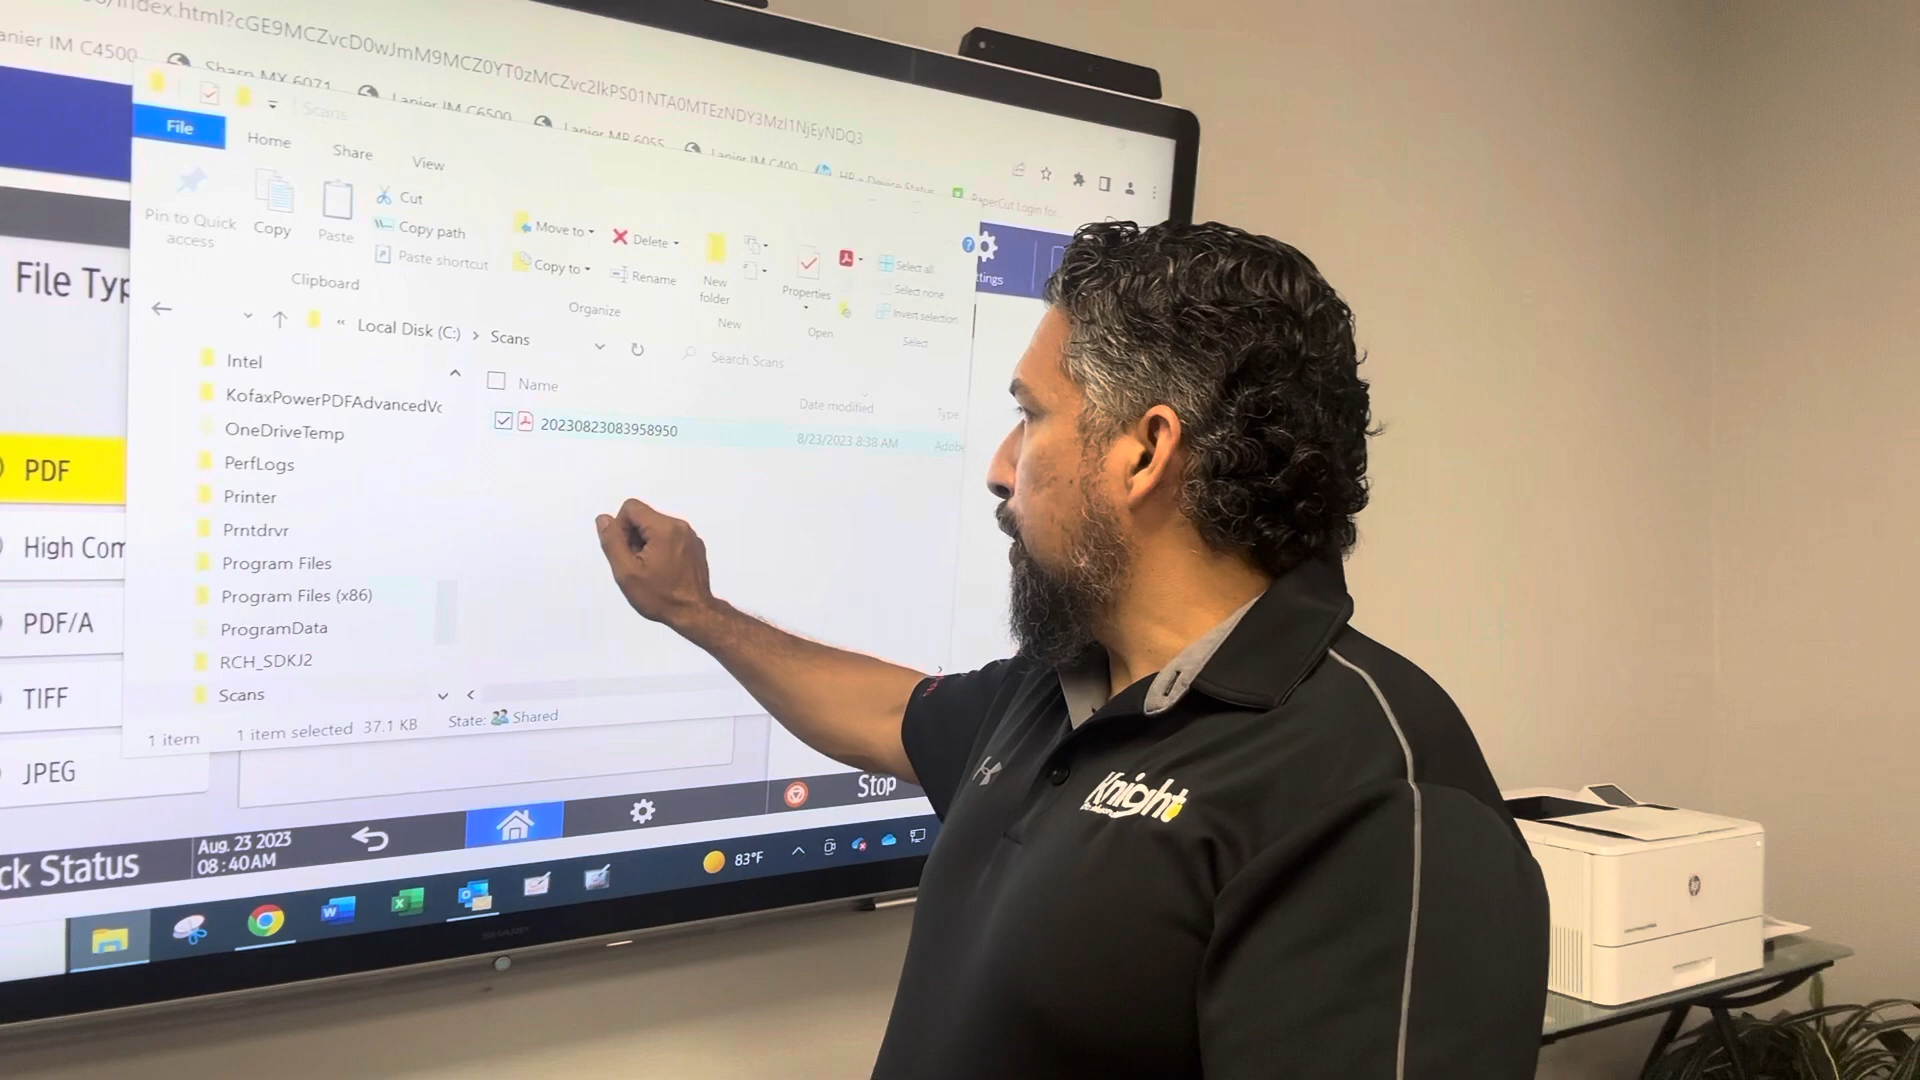 /index.html?cGE9MCZvcD0wJmM9MCZ0YT0zMCZvc2lkPS01NTA0MTEzNDY3MzI1NjEyNDQ3
anier IM C4500
Sharp MX 6071
Lanier IM C6500
Lanier MP 6055
Lanier IM C400
HP - Device Status
PaperCut Login for...
Scans
File
Home
Share
View
Pin to Quick
access
Copy
Paste
Cut
Copy path
Paste shortcut
Clipboard
Move to
Copy to
Delete
Rename
Organize
New
folder
New
Properties
Open
Select all
Select none
Invert selection
Select
ttings
Local Disk (C:) > Scans
Search Scans
Intel
KofaxPowerPDFAdvancedVc
OneDriveTemp
PerfLogs
Printer
Prntdrvr
Program Files
Program Files (x86)
ProgramData
RCH_SDKJ2
Scans
Name
Date modified
Type
20230823083958950
8/23/2023 8:38 AM
Adobe
1 item
1 item selected 37.1 KB
State: Shared
File Typ
PDF
High Com
PDF/A
TIFF
JPEG
ck Status
Aug. 23 2023
08:40AM
Stop
83°F
SHARP
Knight
hp